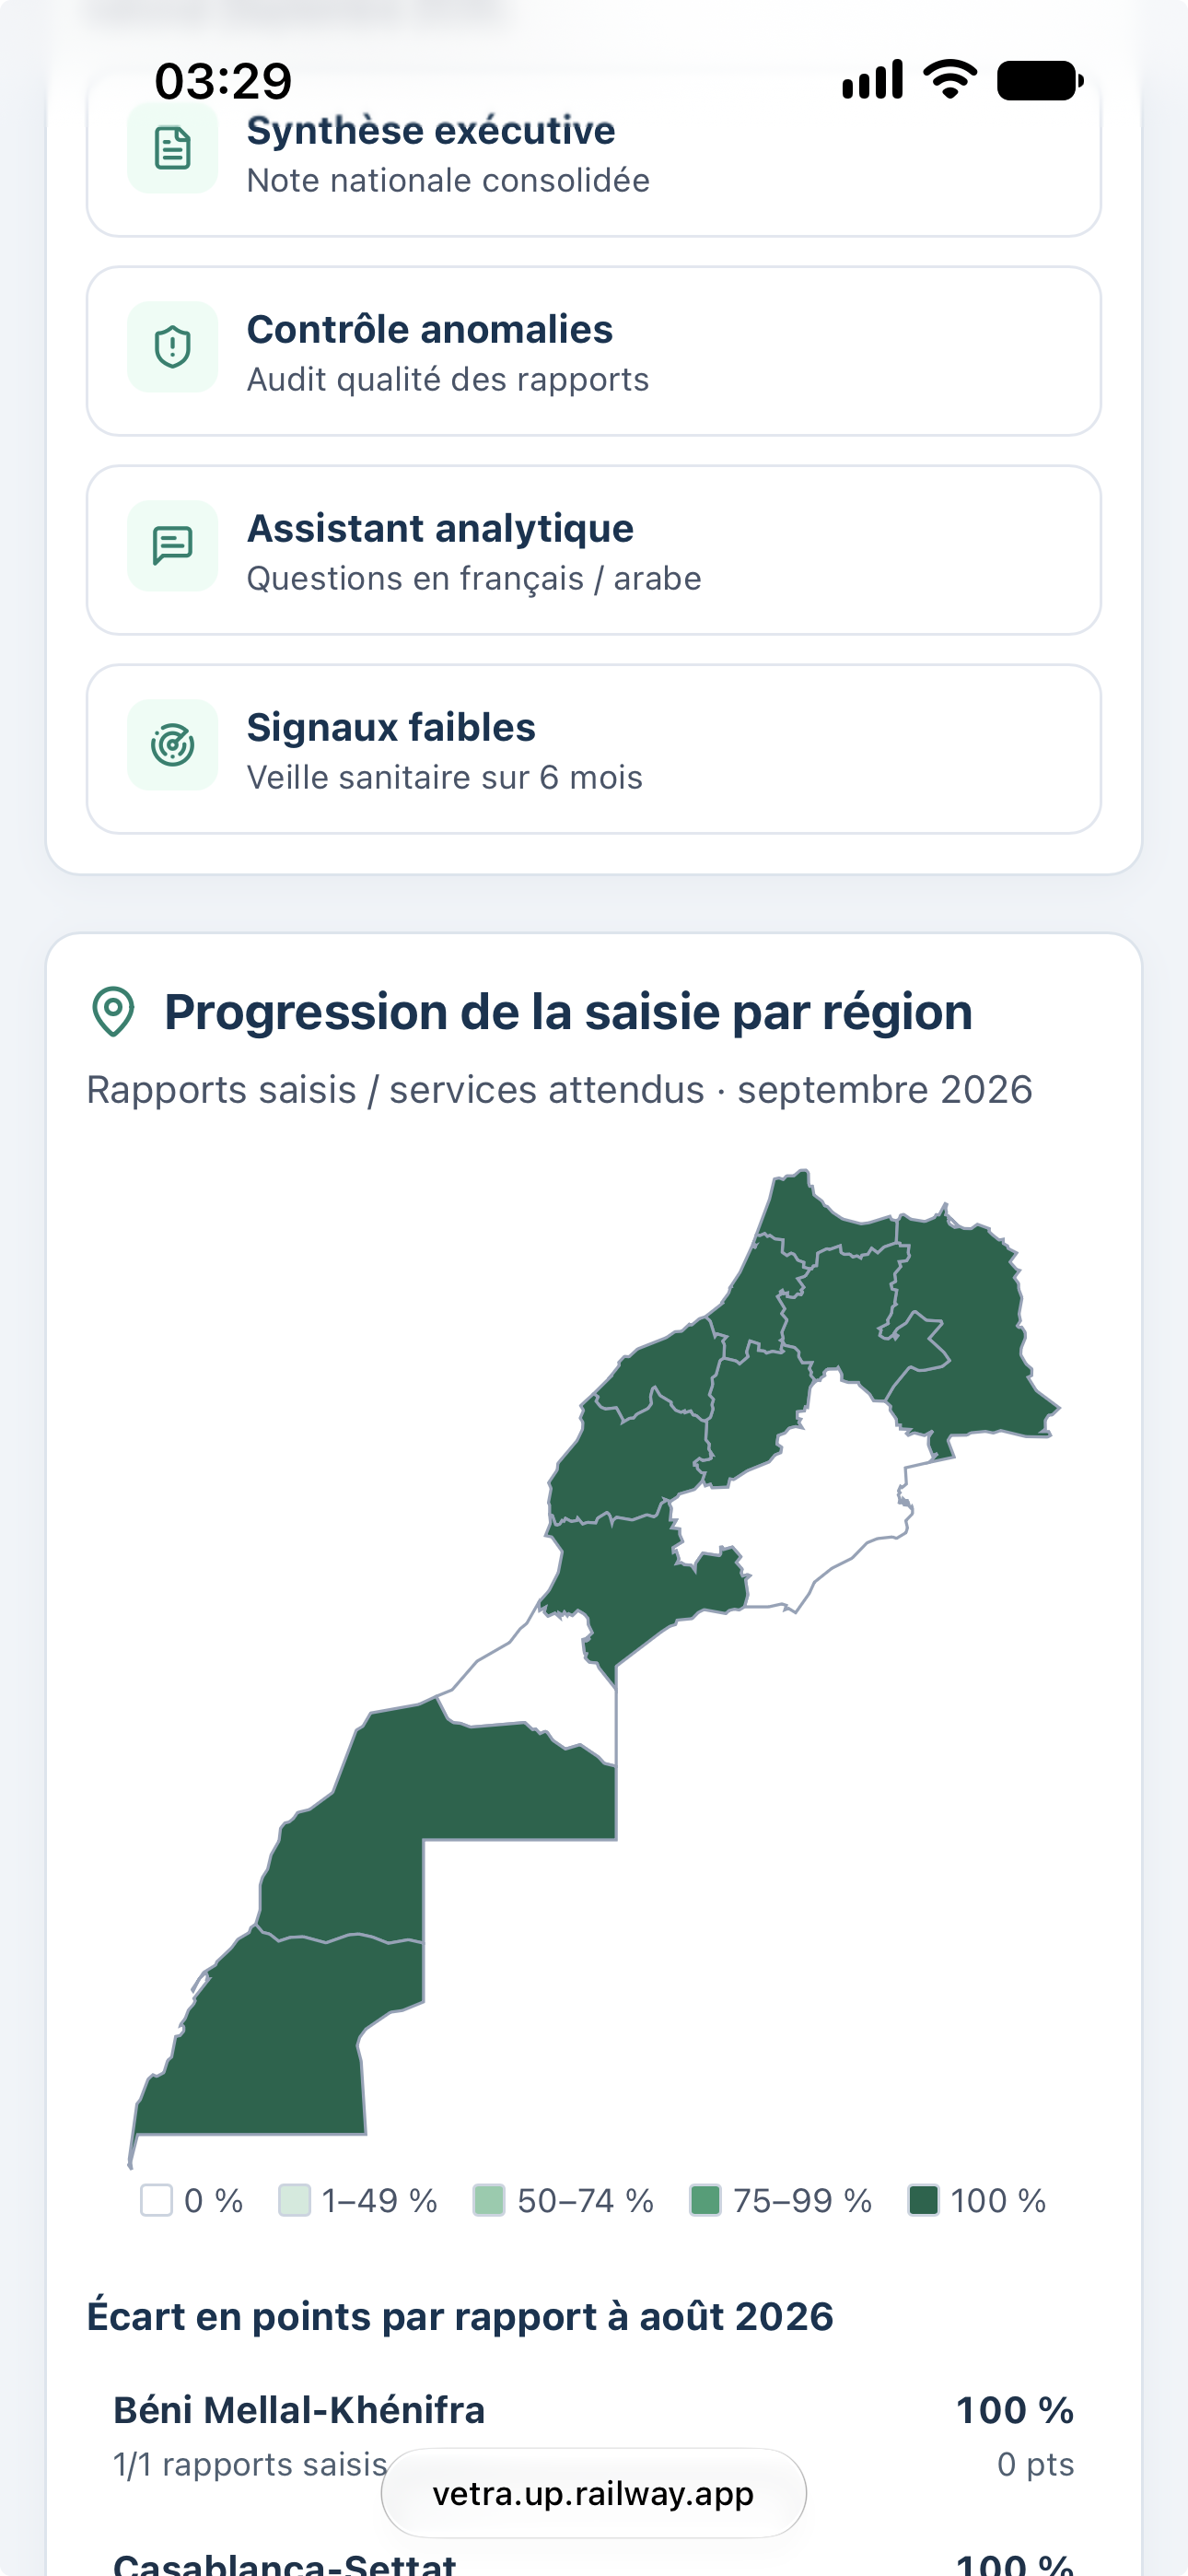 03:29
Synthèse exécutive
Note nationale consolidée
Contrôle anomalies
Audit qualité des rapports
Assistant analytique
Questions en français / arabe
Signaux faibles
Veille sanitaire sur 6 mois
Progression de la saisie par région
Rapports saisis / services attendus · septembre 2026
0 % 1–49 % 50–74 % 75–99 % 100 %
Écart en points par rapport à août 2026
Béni Mellal-Khénifra 100 %
1/1 rapports saisis 0 pts
vetra.up.railway.app
Casablanca-Settat 100 %